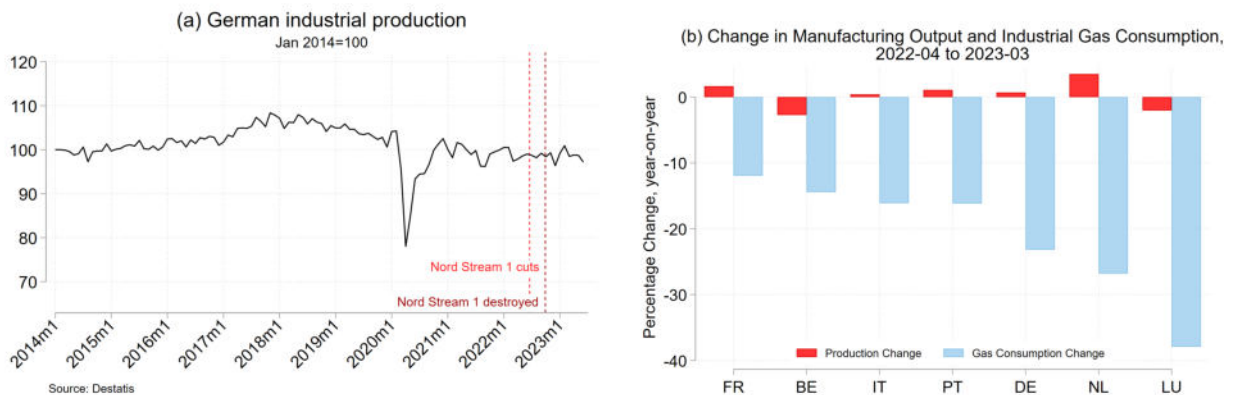 (a) German industrial production
Jan 2014=100
120
110
100
90
80
70
Nord Stream 1 cuts
Nord Stream 1 destroyed
2014m1
2015m1
2016m1
2017m1
2018m1
2019m1
2020m1
2021m1
2022m1
2023m1
Source: Destatis
(b) Change in Manufacturing Output and Industrial Gas Consumption,
2022-04 to 2023-03
Percentage Change, year-on-year
0
-10
-20
-30
-40
Production Change
Gas Consumption Change
FR
BE
IT
PT
DE
NL
LU